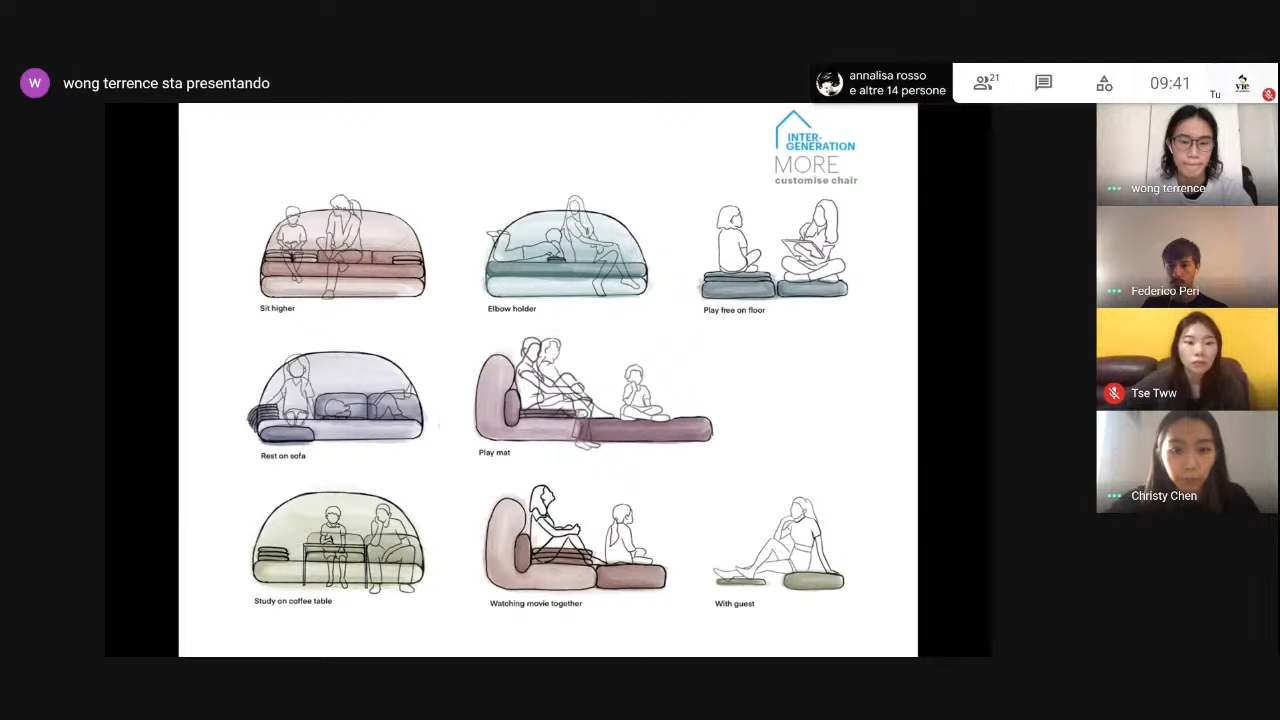 W
wong terrence sta presentando
annalisa rosso
e altre 14 persone
21
09:41
Tu
vie
INTER-
GENERATION
MORE
customise chair
wong terrence
Sit higher
Elbow holder
Play free on floor
Federico Peri
Tse Tww
Rest on sofa
Play mat
Christy Chen
Study on coffee table
Watching movie together
With guest